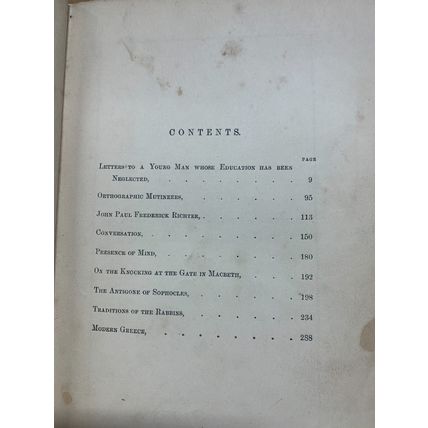 CONTENTS.
PAGE
LETTERS TO A YOUNG MAN WHOSE EDUCATION HAS BEEN
NEGLECTED, . . . . . . . 9
ORTHOGRAPHIC MUTINEERS, . . . . . 95
JOHN PAUL FREDERICK RICHTER, . . . . . 113
CONVERSATION, . . . . . . . 150
PRESENCE OF MIND, . . . . . . 180
ON THE KNOCKING AT THE GATE IN MACBETH, . . . 192
THE ANTIGONE OF SOPHOCLES, . . . . . 198
TRADITIONS OF THE RABBINS, . . . . . 234
MODERN GREECE, . . . . . . . 288